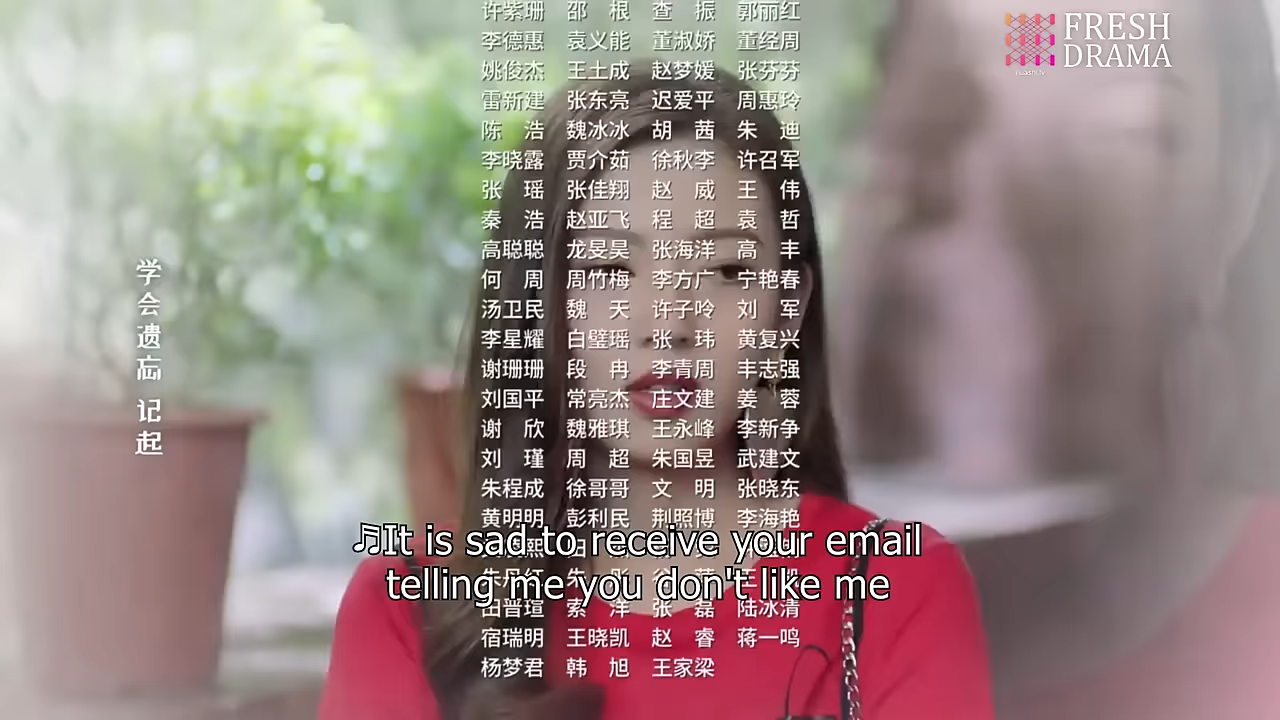 FRESH
DRAMA
许紫珊 邵 根 查 振 郭丽红
李德惠 袁义能 董淑娇 董经周
姚俊杰 王土成 赵梦媛 张芬芬
雷新建 张东亮 迟爱平 周惠玲
陈 浩 魏冰冰 胡 茜 朱 迪
李晓露 贾介茹 徐秋李 许召军
张 瑶 张佳翔 赵 威 王 伟
秦 浩 赵亚飞 程 超 袁 哲
高聪聪 龙旻昊 张海洋 高 丰
何 周 周竹梅 李方广 宁艳春
汤卫民 魏 天 许子呤 刘 军
李星耀 白璧瑶 张 玮 黄复兴
谢珊珊 段 冉 李青周 丰志强
刘国平 常亮杰 庄文建 姜 蓉
谢 欣 魏雅琪 王永峰 李新争
刘 瑾 周 超 朱国昱 武建文
朱程成 徐哥哥 文 明 张晓东
黄明明 彭利民 荆照博 李海艳
田晋瑄 索 洋 张 磊 陆冰清
宿瑞明 王晓凯 赵 睿 蒋一鸣
杨梦君 韩 旭 王家梁
学会遗忘 记起
♫It is sad to receive your email
telling me you don't like me